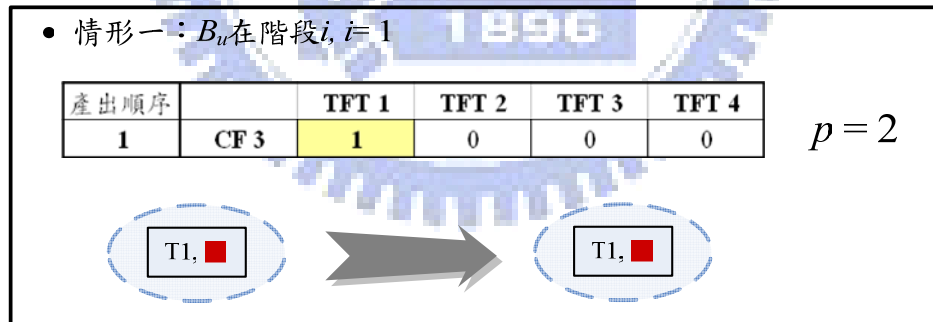 1896
• 情形一：Bu在階段i, i= 1
產出順序 TFT 1 TFT 2 TFT 3 TFT 4
1 CF 3 1 0 0 0
p = 2
T1, T1,